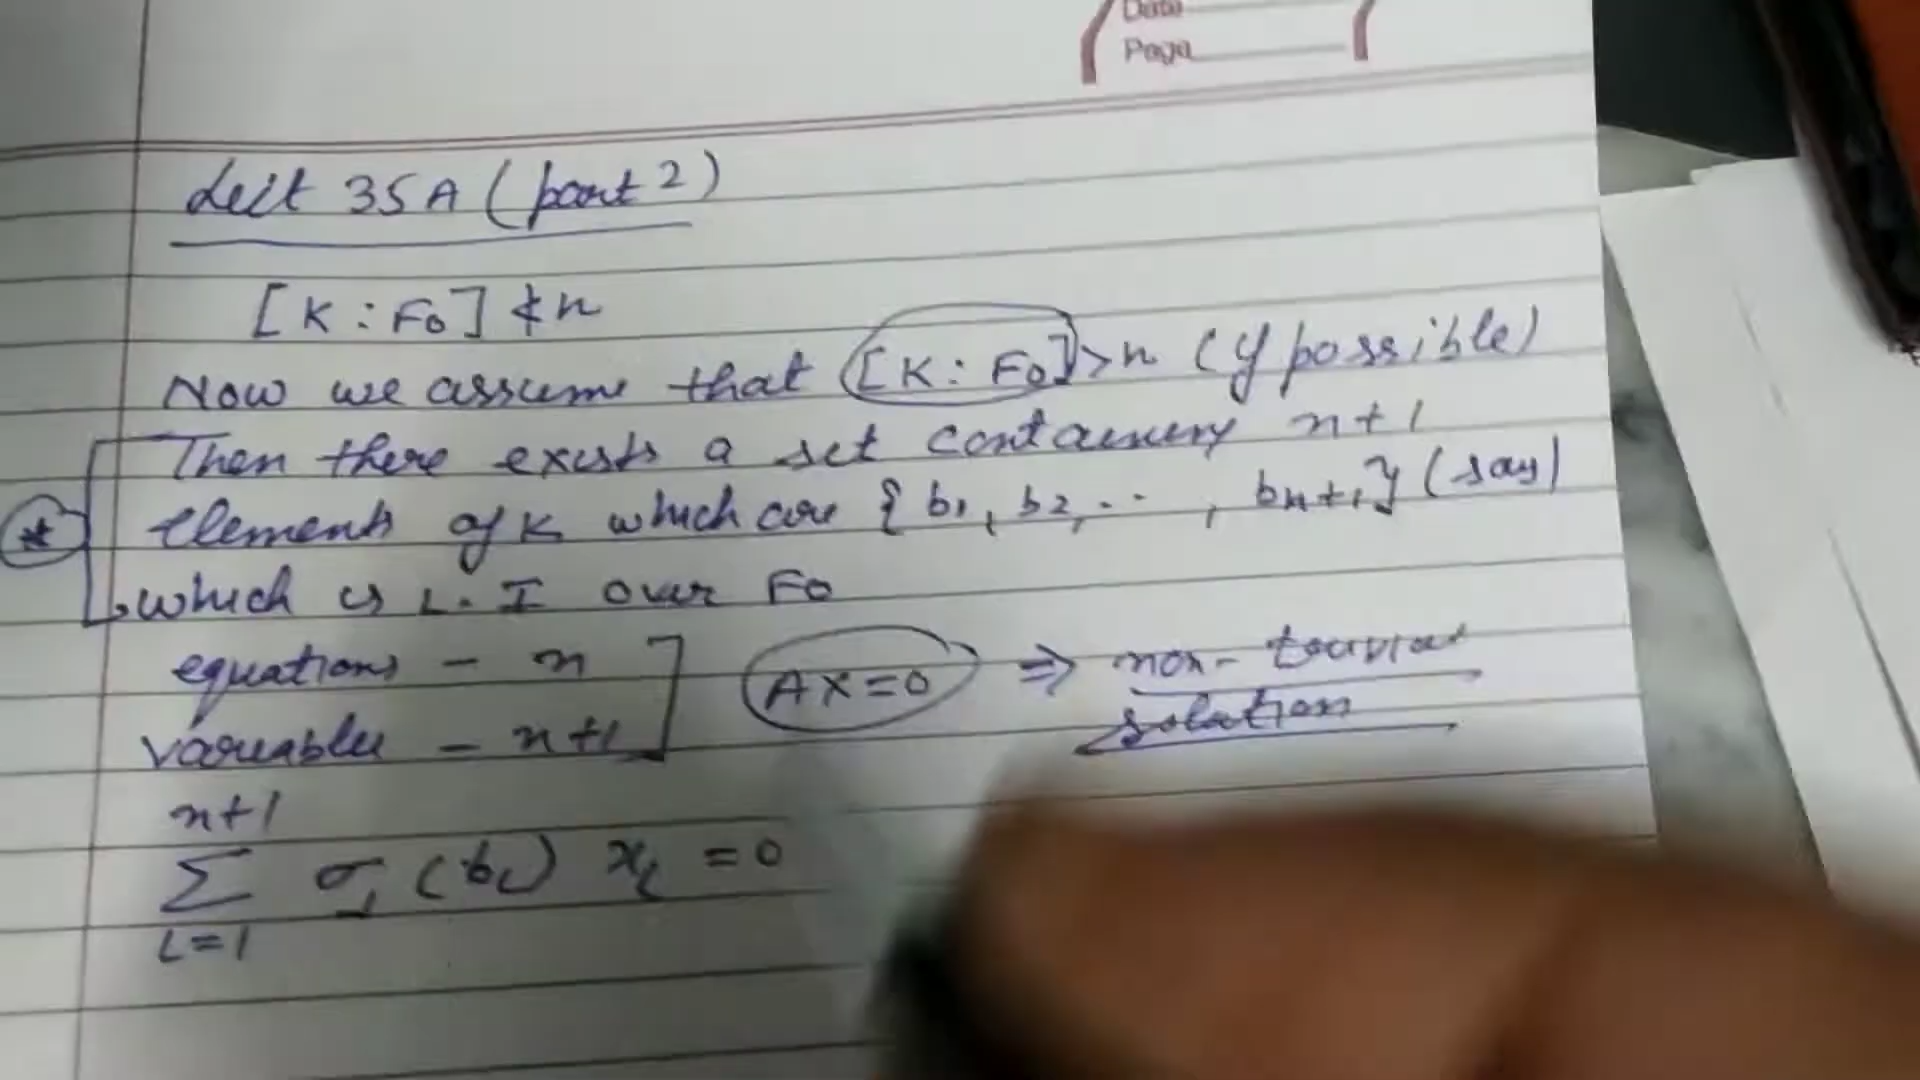 Date
Page
Lect 35A (part 2)
[K : F0] ≮ n
Now we assume that [K : F0] > n (if possible)
Then there exists a set containing n+1
elements of K which are { b1, b2, .. , bn+1} (say)
which is L.I over F0
equations - n
AX=0 ⇒ non-trivial
solution
variables - n+1
n+1
Σ σ1 (bi) xi = 0
i=1